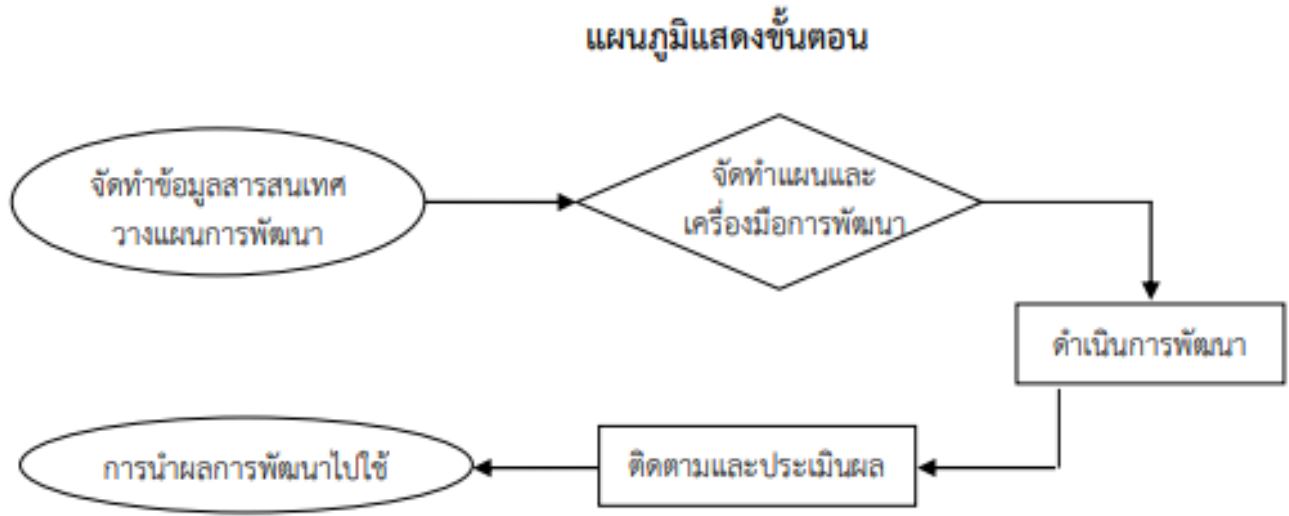 แผนภูมิแสดงขั้นตอน
จัดทำข้อมูลสารสนเทศ
วางแผนการพัฒนา
จัดทำแผนและ
เครื่องมือการพัฒนา
ดำเนินการพัฒนา
ติดตามและประเมินผล
การนำผลการพัฒนาไปใช้